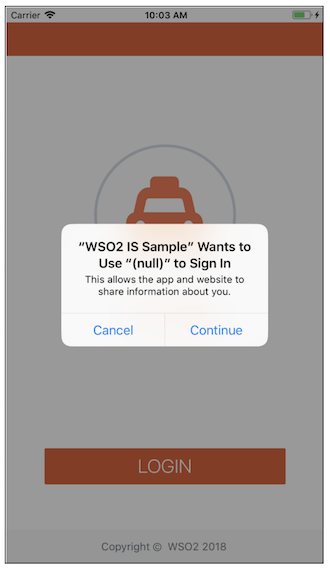 Carrier 10:03 AM
“WSO2 IS Sample” Wants to
Use “(null)” to Sign In
This allows the app and website to
share information about you.
Cancel Continue
LOGIN
Copyright © WSO2 2018